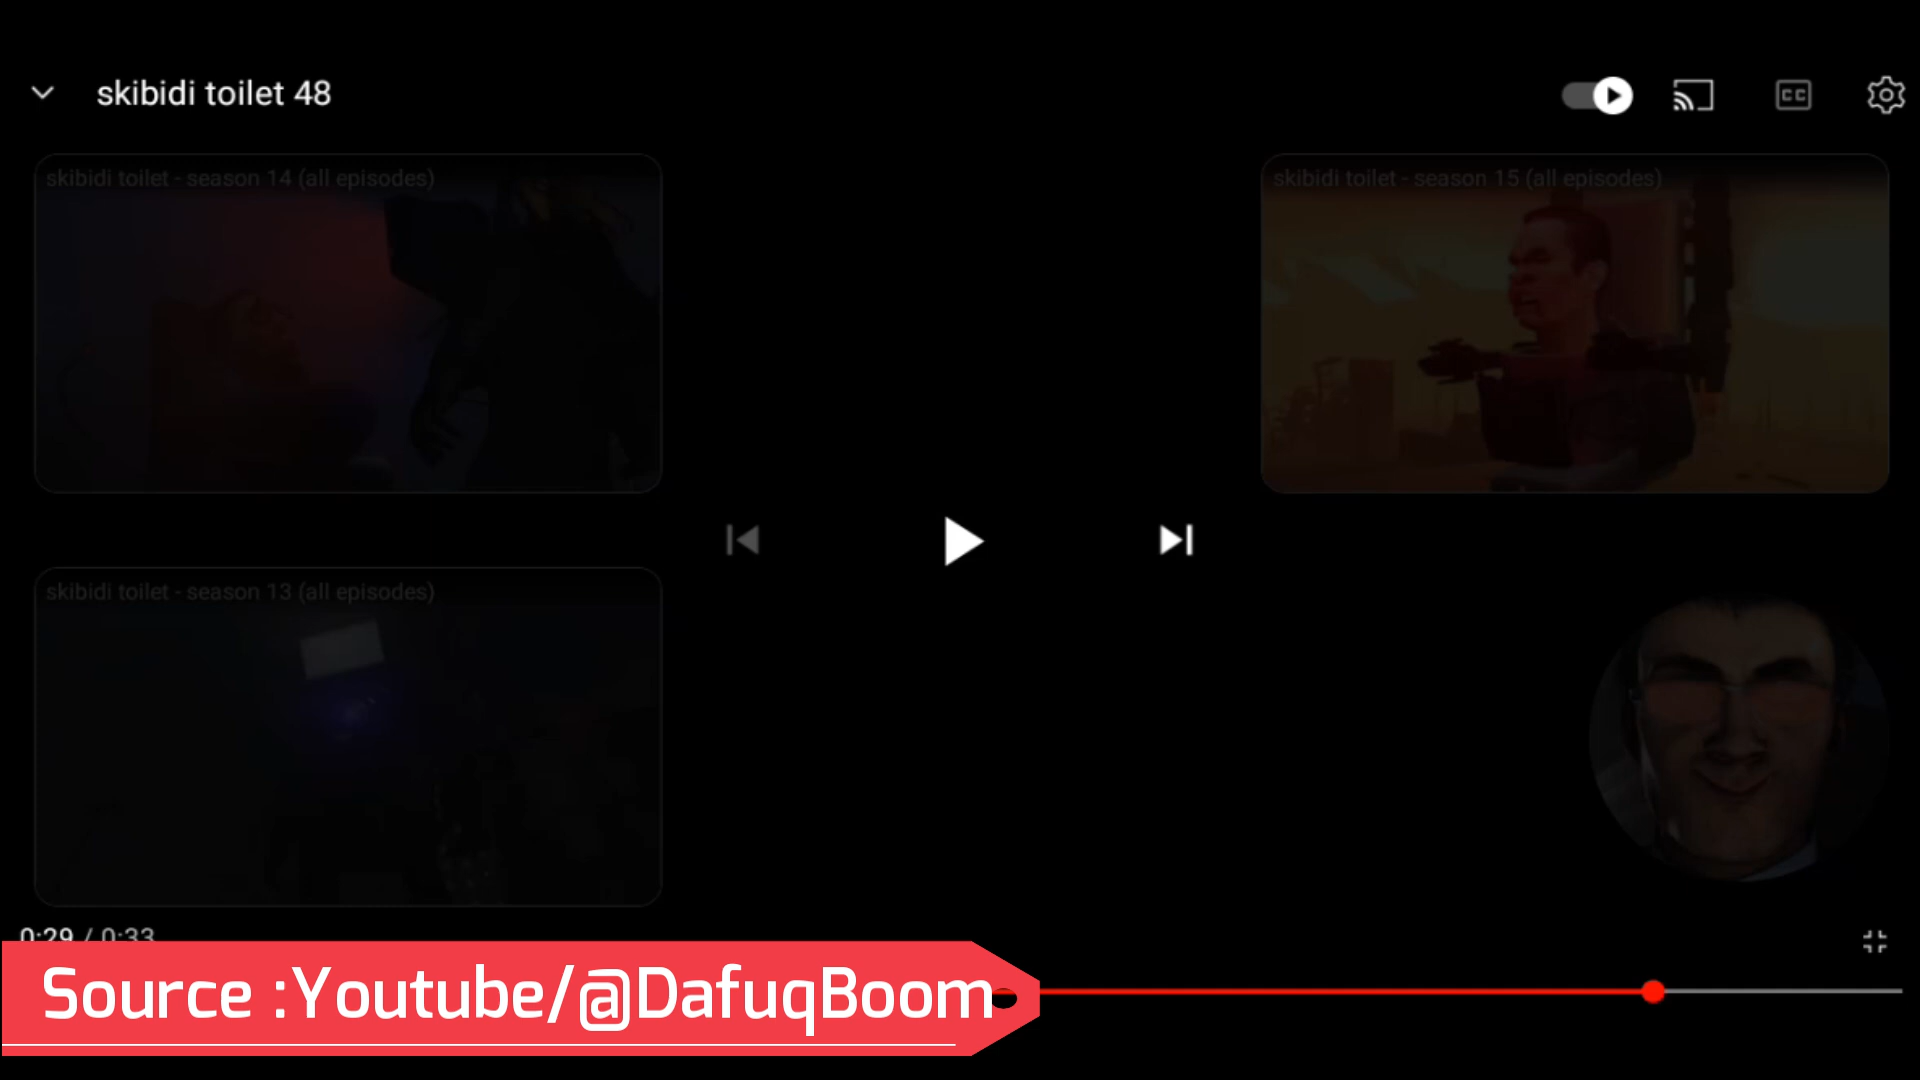 skibidi toilet 48
CC
skibidi toilet - season 14 (all episodes)
skibidi toilet - season 15 (all episodes)
skibidi toilet - season 13 (all episodes)
0:29 / 0:33
Source :Youtube/@DafuqBoom